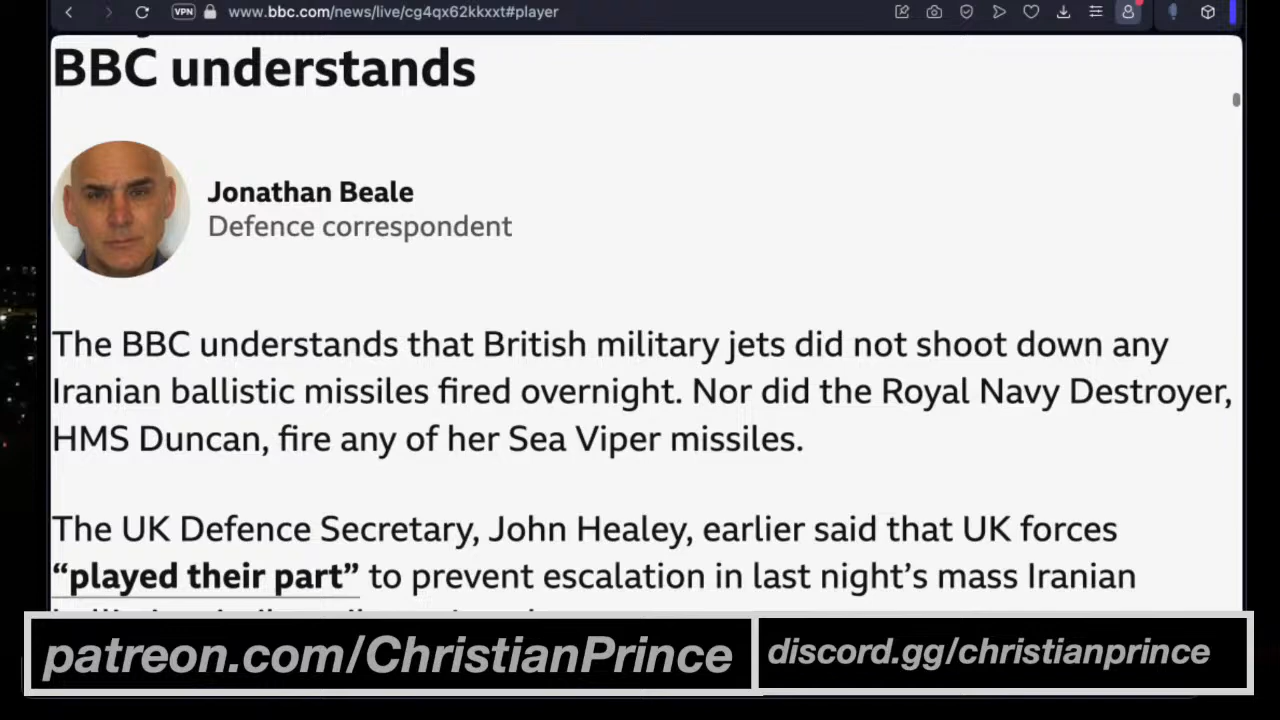 VPN
www.bbc.com/news/live/cg4qx62kkxxt#player
BBC understands
Jonathan Beale
Defence correspondent
The BBC understands that British military jets did not shoot down any
Iranian ballistic missiles fired overnight. Nor did the Royal Navy Destroyer,
HMS Duncan, fire any of her Sea Viper missiles.
The UK Defence Secretary, John Healey, earlier said that UK forces
“played their part” to prevent escalation in last night’s mass Iranian
patreon.com/ChristianPrince
discord.gg/christianprince